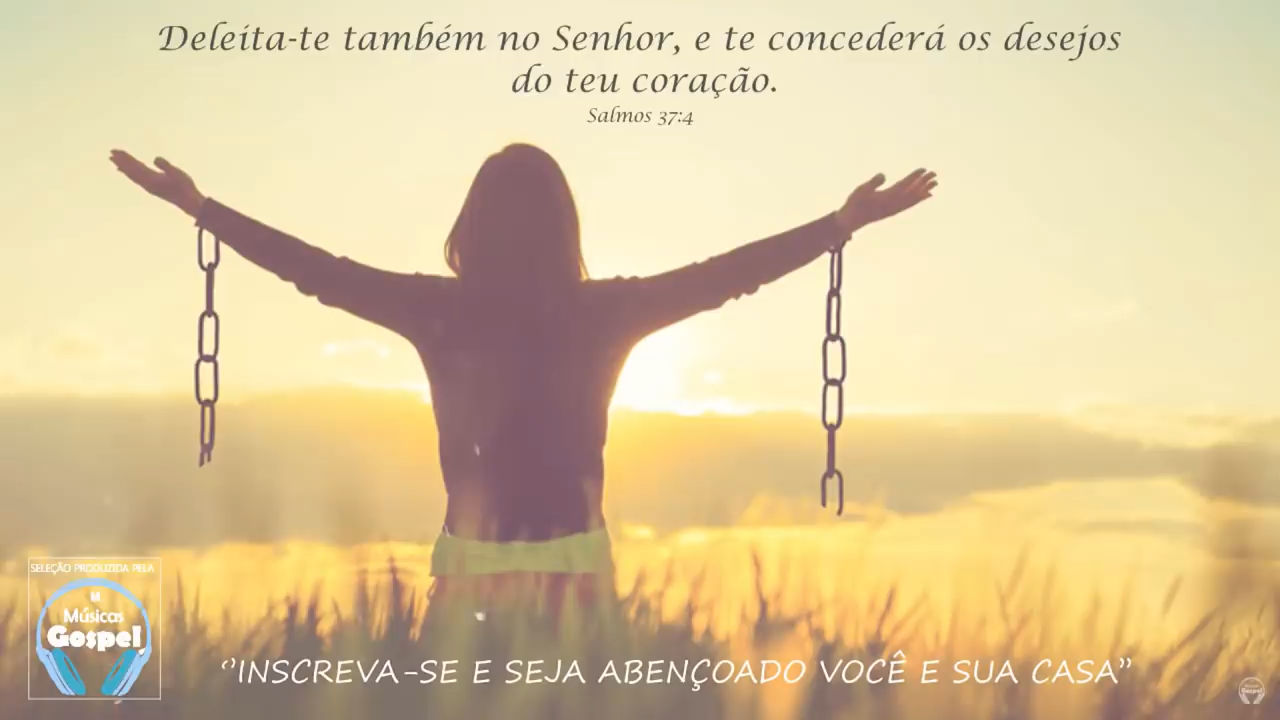 Deleita-te também no Senhor, e te concederá os desejos
do teu coração.
Salmos 37:4
SELEÇÃO PRODUZIDA PELA
Músicas
Gospel
‘’INSCREVA-SE E SEJA ABENÇOADO VOCÊ E SUA CASA’’
Gospel